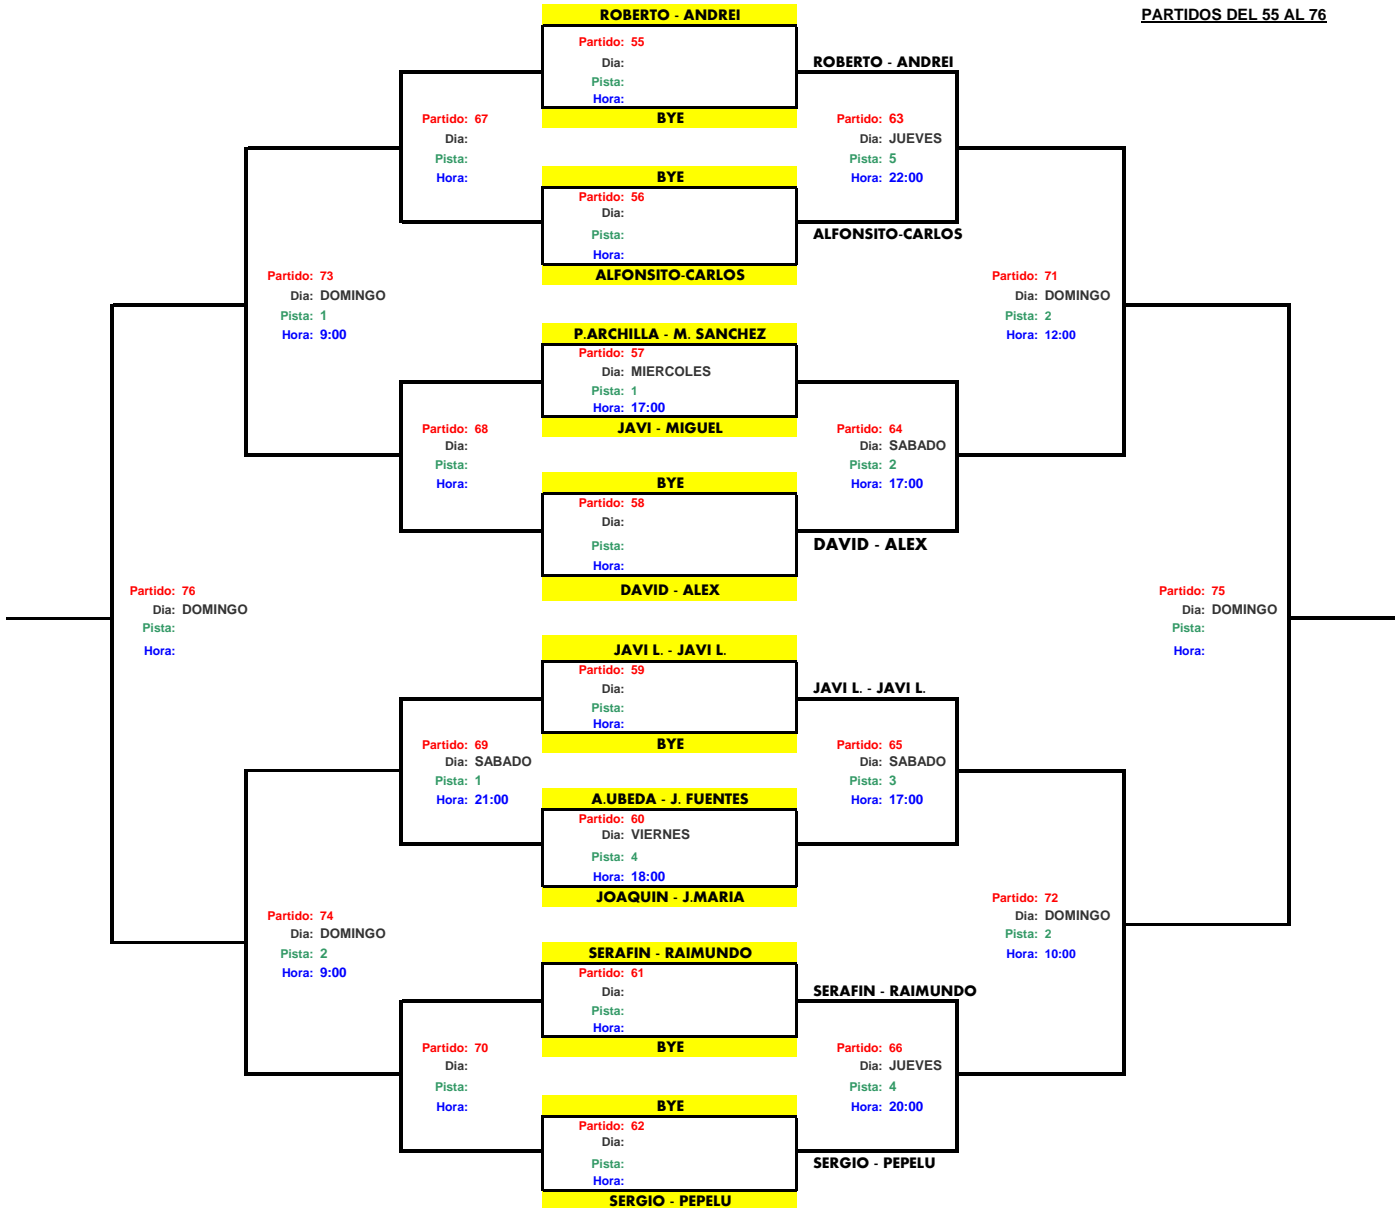 PARTIDOS DEL 55 AL 76
ROBERTO - ANDREI
Partido: 55
Dia:
Pista:
Hora:
BYE
BYE
Partido: 56
Dia:
Pista:
Hora:
ALFONSITO-CARLOS
P.ARCHILLA - M. SANCHEZ
Partido: 57
Dia: MIERCOLES
Pista: 1
Hora: 17:00
JAVI - MIGUEL
BYE
Partido: 58
Dia:
Pista:
Hora:
DAVID - ALEX
JAVI L. - JAVI L.
Partido: 59
Dia:
Pista:
Hora:
BYE
A.UBEDA - J. FUENTES
Partido: 60
Dia: VIERNES
Pista: 4
Hora: 18:00
JOAQUIN - J.MARIA
SERAFIN - RAIMUNDO
Partido: 61
Dia:
Pista:
Hora:
BYE
BYE
Partido: 62
Dia:
Pista:
Hora:
SERGIO - PEPELU
ROBERTO - ANDREI
Partido: 63
Dia: JUEVES
Pista: 5
Hora: 22:00
ALFONSITO-CARLOS
Partido: 64
Dia: SABADO
Pista: 2
Hora: 17:00
DAVID - ALEX
JAVI L. - JAVI L.
Partido: 65
Dia: SABADO
Pista: 3
Hora: 17:00
SERAFIN - RAIMUNDO
Partido: 66
Dia: JUEVES
Pista: 4
Hora: 20:00
SERGIO - PEPELU
Partido: 67
Dia:
Pista:
Hora:
Partido: 68
Dia:
Pista:
Hora:
Partido: 69
Dia: SABADO
Pista: 1
Hora: 21:00
Partido: 70
Dia:
Pista:
Hora:
Partido: 71
Dia: DOMINGO
Pista: 2
Hora: 12:00
Partido: 72
Dia: DOMINGO
Pista: 2
Hora: 10:00
Partido: 73
Dia: DOMINGO
Pista: 1
Hora: 9:00
Partido: 74
Dia: DOMINGO
Pista: 2
Hora: 9:00
Partido: 75
Dia: DOMINGO
Pista:
Hora:
Partido: 76
Dia: DOMINGO
Pista:
Hora: